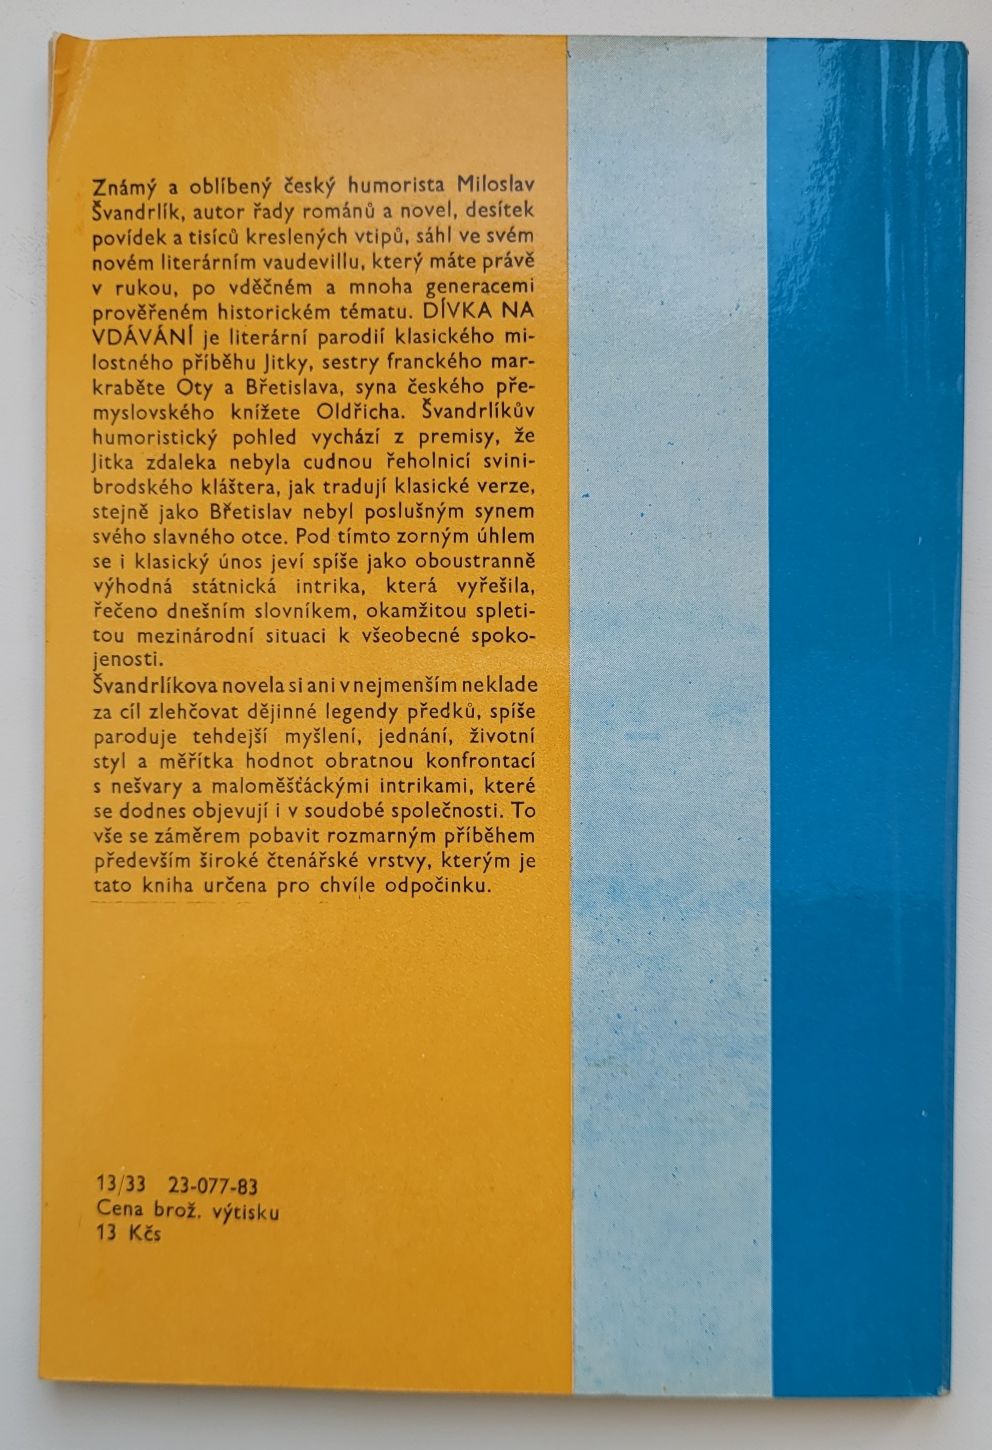 Známý a oblíbený český humorista Miloslav
Švandrlík, autor řady románů a novel, desítek
povídek a tisíců kreslených vtipů, sáhl ve svém
novém literárním vaudevillu, který máte právě
v rukou, po vděčném a mnoha generacemi
prověřeném historickém tématu. DÍVKA NA
VDÁVÁNÍ je literární parodií klasického mi-
lostného příběhu Jitky, sestry franckého mar-
kraběte Oty a Břetislava, syna českého pře-
myslovského knížete Oldřicha. Švandrlíkův
humoristický pohled vychází z premisy, že
Jitka zdaleka nebyla cudnou řeholnicí svini-
brodského kláštera, jak tradují klasické verze,
stejně jako Břetislav nebyl poslušným synem
svého slavného otce. Pod tímto zorným úhlem
se i klasický únos jeví spíše jako oboustranně
výhodná státnická intrika, která vyřešila,
řečeno dnešním slovníkem, okamžitou spleti-
tou mezinárodní situaci k všeobecné spoko-
jenosti.
Švandrlíkova novela si ani v nejmenším neklade
za cíl zlehčovat dějinné legendy předků, spíše
paroduje tehdejší myšlení, jednání, životní
styl a měřítka hodnot obratnou konfrontací
s nešvary a maloměšťáckými intrikami, které
se dodnes objevují i v soudobé společnosti. To
vše se záměrem pobavit rozmarným příběhem
především široké čtenářské vrstvy, kterým je
tato kniha určena pro chvíle odpočinku.
13/33 23-077-83
Cena brož. výtisku
13 Kčs